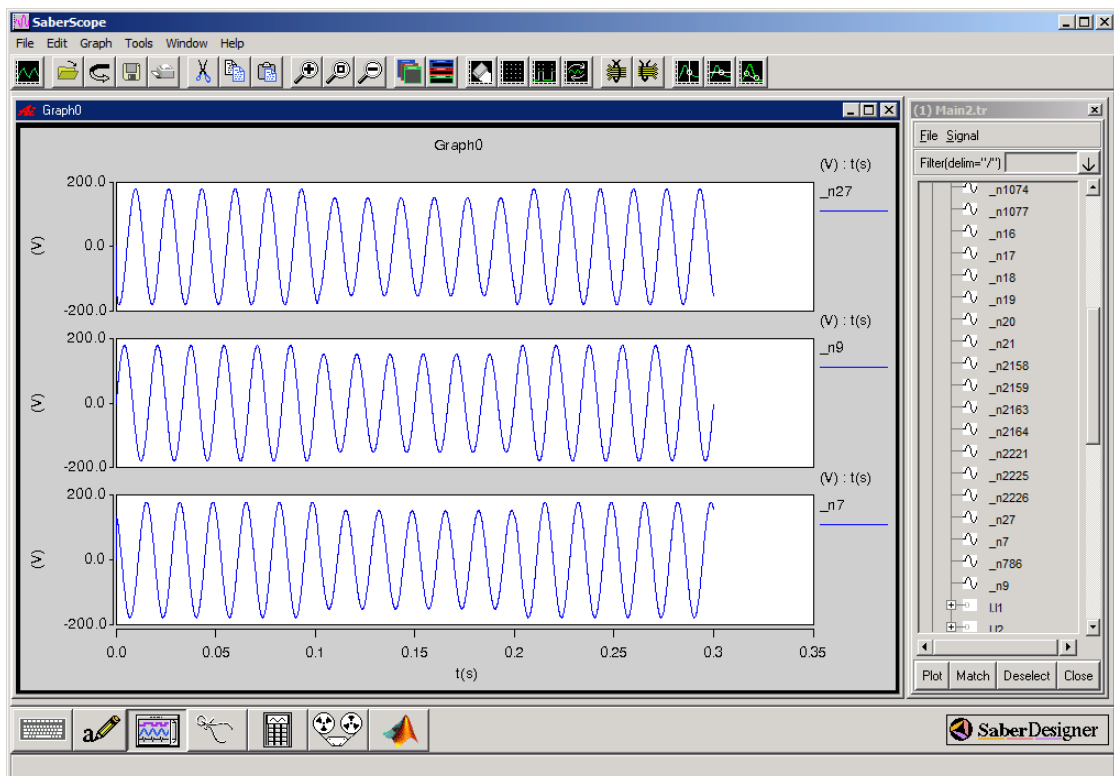 SaberScope
File Edit Graph Tools Window Help
Graph0
Graph0
(V) : t(s)
_n27
200.0
0.0
-200.0
(V)
(V) : t(s)
_n9
200.0
0.0
-200.0
(V)
(V) : t(s)
_n7
200.0
0.0
-200.0
(V)
0.0 0.05 0.1 0.15 0.2 0.25 0.3 0.35
t(s)
(1) Main2.tr
File Signal
Filter(delim="/")
_n1074
_n1077
_n16
_n17
_n18
_n19
_n20
_n21
_n2158
_n2159
_n2163
_n2164
_n2221
_n2225
_n2226
_n27
_n7
_n786
_n9
Plot Match Deselect Close
a
SaberDesigner